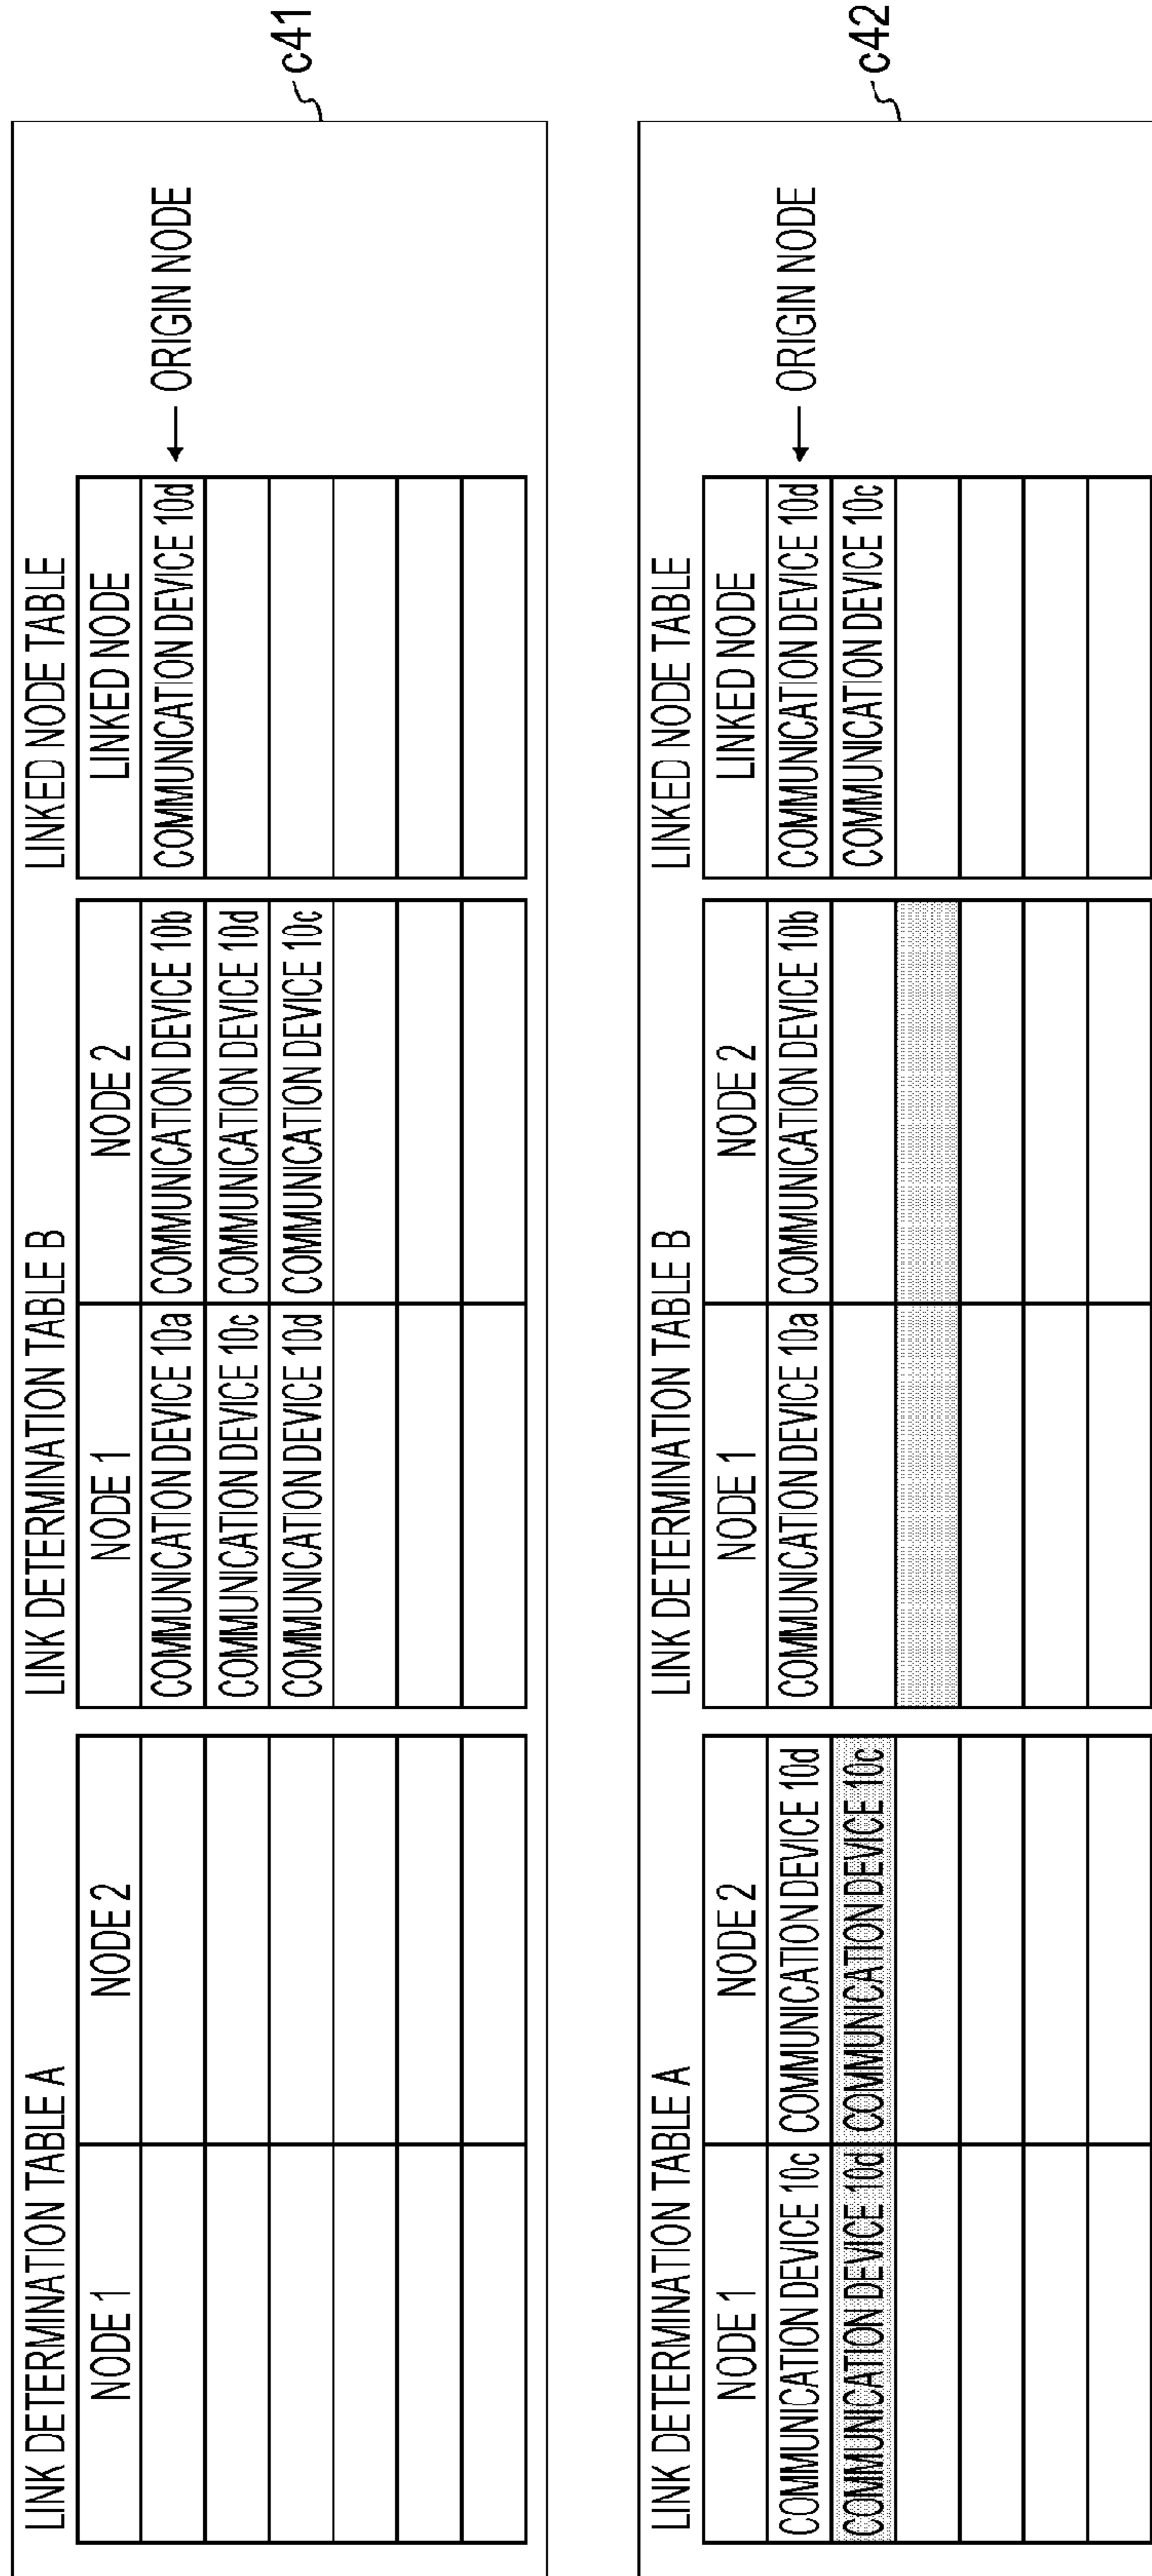 LINK DETERMINATION TABLE A LINK DETERMINATION TABLE B LINKED NODE TABLE
NODE 1 NODE 2 NODE 1 NODE 2 LINKED NODE
COMMUNICATION DEVICE 10a COMMUNICATION DEVICE 10b COMMUNICATION DEVICE 10d ← ORIGIN NODE
COMMUNICATION DEVICE 10c COMMUNICATION DEVICE 10d
COMMUNICATION DEVICE 10d COMMUNICATION DEVICE 10c
c41
LINK DETERMINATION TABLE A LINK DETERMINATION TABLE B LINKED NODE TABLE
NODE 1 NODE 2 NODE 1 NODE 2 LINKED NODE
COMMUNICATION DEVICE 10c COMMUNICATION DEVICE 10d COMMUNICATION DEVICE 10a COMMUNICATION DEVICE 10b COMMUNICATION DEVICE 10d ← ORIGIN NODE
COMMUNICATION DEVICE 10d COMMUNICATION DEVICE 10c COMMUNICATION DEVICE 10c
c42